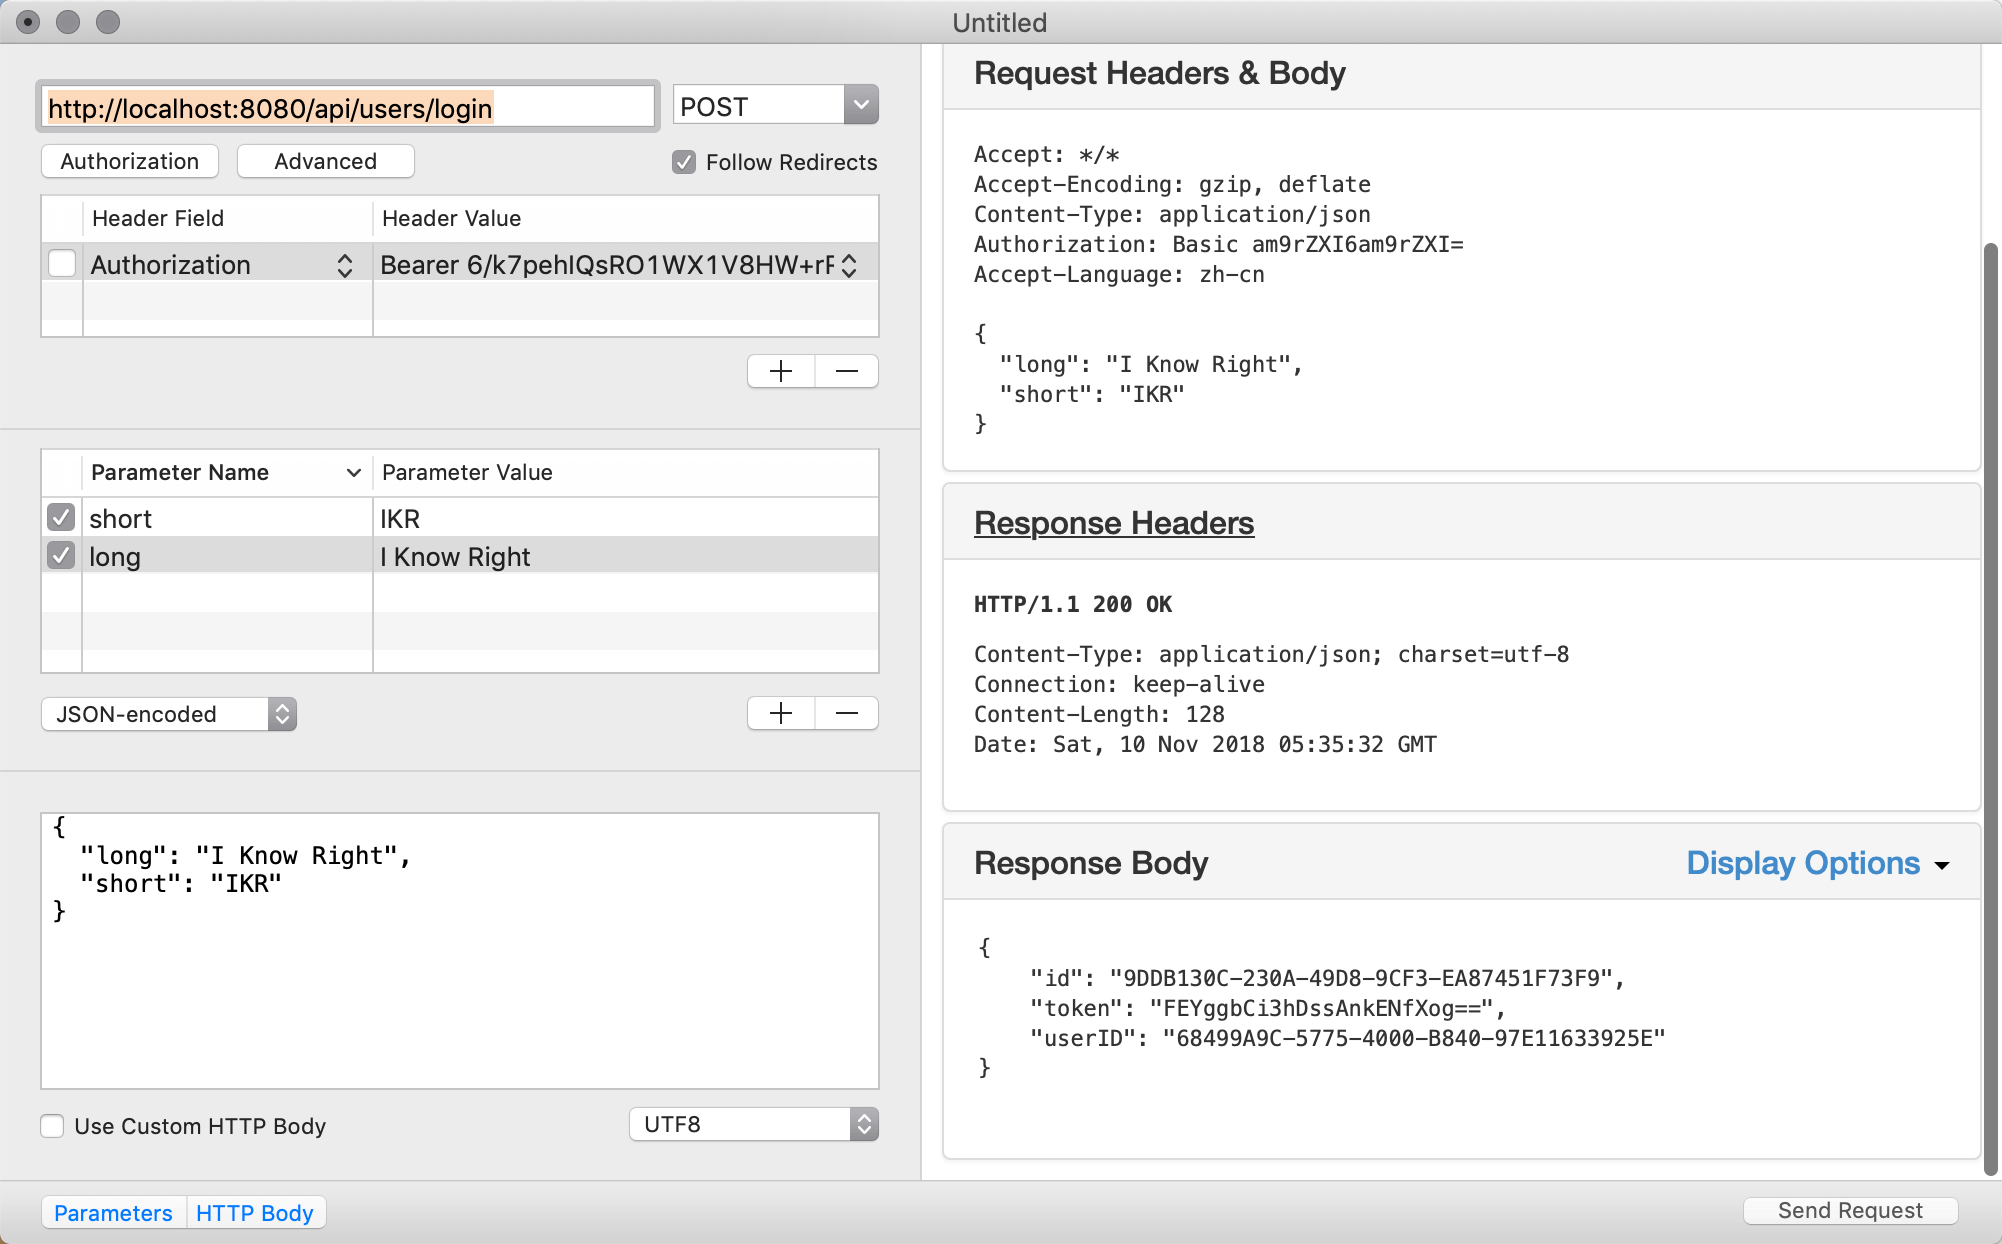 Untitled
http://localhost:8080/api/users/login
POST
Authorization
Advanced
Follow Redirects
Header Field
Header Value
Authorization
Bearer 6/k7pehIQsRO1WX1V8HW+rF
Parameter Name
Parameter Value
short
IKR
long
I Know Right
JSON-encoded
{
"long": "I Know Right",
"short": "IKR"
}
Use Custom HTTP Body
UTF8
Parameters
HTTP Body
Request Headers & Body
Accept: */*
Accept-Encoding: gzip, deflate
Content-Type: application/json
Authorization: Basic am9rZXI6am9rZXI=
Accept-Language: zh-cn
{
"long": "I Know Right",
"short": "IKR"
}
Response Headers
HTTP/1.1 200 OK
Content-Type: application/json; charset=utf-8
Connection: keep-alive
Content-Length: 128
Date: Sat, 10 Nov 2018 05:35:32 GMT
Response Body
Display Options
{
"id": "9DDB130C-230A-49D8-9CF3-EA87451F73F9",
"token": "FEYggbCi3hDssAnkENfXog==",
"userID": "68499A9C-5775-4000-B840-97E11633925E"
}
Send Request